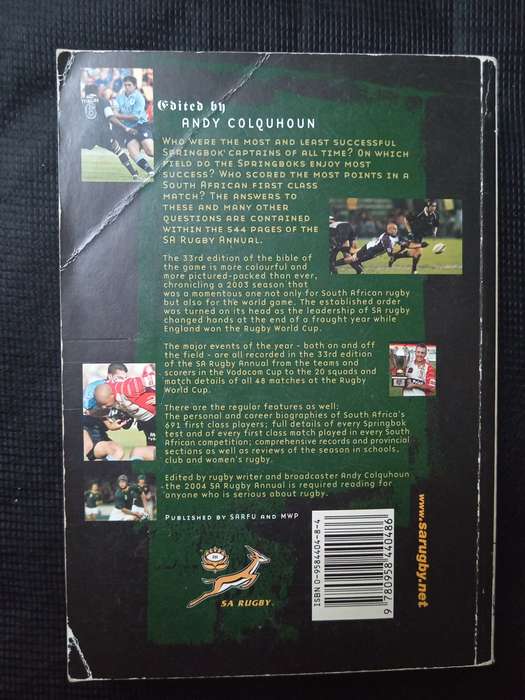 Edited by
ANDY COLQUHOUN
WHO WERE THE MOST AND LEAST SUCCESSFUL
SPRINGBOK CAPTAINS OF ALL TIME? ON WHICH
FIELD DO THE SPRINGBOKS ENJOY MOST
SUCCESS? WHO SCORED THE MOST POINTS IN A
SOUTH AFRICAN FIRST CLASS
MATCH? THE ANSWERS TO
THESE AND MANY OTHER
QUESTIONS ARE CONTAINED
WITHIN THE 544 PAGES OF THE
SA RUGBY ANNUAL.
The 33rd edition of the bible of
the game is more colourful and
more pictured-packed than ever,
chronicling a 2003 season that
was a momentous one not only for South African rugby
but also for the world game. The established order
was turned on its head as the leadership of SA rugby
changed hands at the end of a fraught year while
England won the Rugby World Cup.
The major events of the year - both on and off
the field - are all recorded in the 33rd edition
of the SA Rugby Annual from the teams and
scorers in the Vodacom Cup to the 20 squads and
match details of all 48 matches at the Rugby
World Cup.
There are the regular features as well:
The personal and career biographies of South Africa's
691 first class players; full details of every Springbok
test and of every first class match played in every South
African competition; comprehensive records and provincial
sections as well as reviews of the season in schools,
club and women's rugby.
Edited by rugby writer and broadcaster Andy Colquhoun
the 2004 SA Rugby Annual is required reading for
anyone who is serious about rugby.
PUBLISHED BY SARFU AND MWP
SA RUGBY
ISBN 0-9584404-8-4
9 780958 440486
www.sarugby.net
6